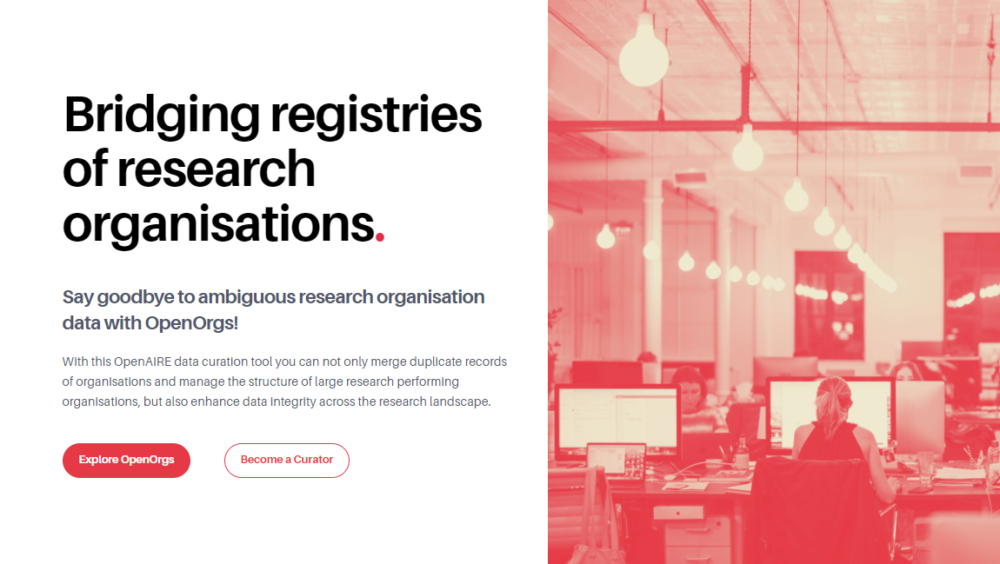 Bridging registries
of research
organisations.
Say goodbye to ambiguous research organisation
data with OpenOrgs!
With this OpenAIRE data curation tool you can not only merge duplicate records
of organisations and manage the structure of large research performing
organisations, but also enhance data integrity across the research landscape.
Explore OpenOrgs
Become a Curator